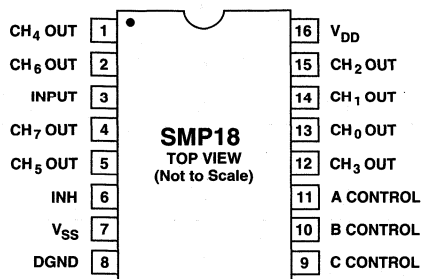 CH4 OUT 1 16 VDD
CH6 OUT 2 15 CH2 OUT
INPUT 3 14 CH1 OUT
CH7 OUT 4 13 CH0 OUT
SMP18
TOP VIEW
(Not to Scale)
CH5 OUT 5 12 CH3 OUT
INH 6 11 A CONTROL
VSS 7 10 B CONTROL
DGND 8 9 C CONTROL